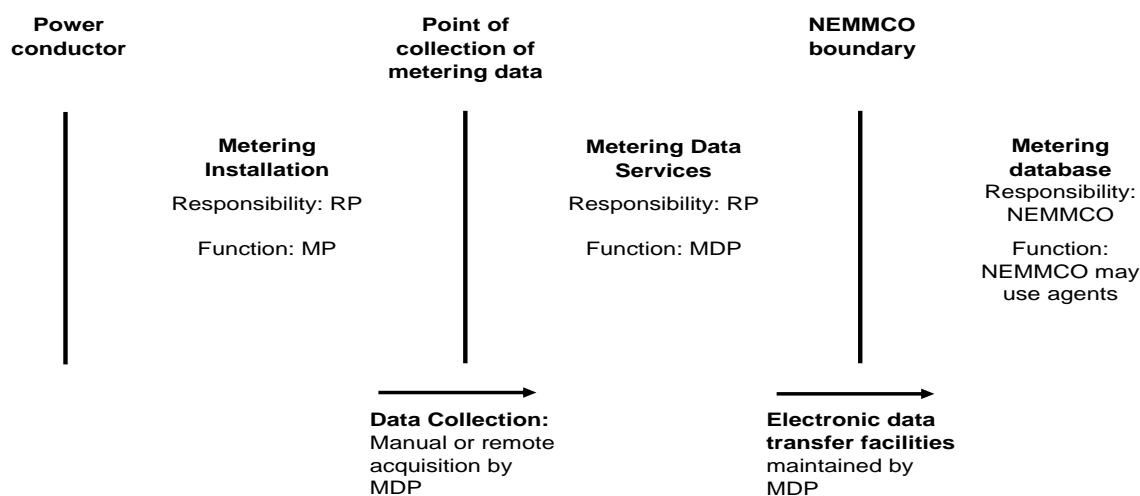 Power
conductor
Point of
collection of
metering data
NEMMCO
boundary
Metering
Installation
Responsibility: RP
Function: MP
Metering Data
Services
Responsibility: RP
Function: MDP
Metering
database
Responsibility:
NEMMCO
Function:
NEMMCO may
use agents
Data Collection:
Manual or remote
acquisition by
MDP
Electronic data
transfer facilities
maintained by
MDP